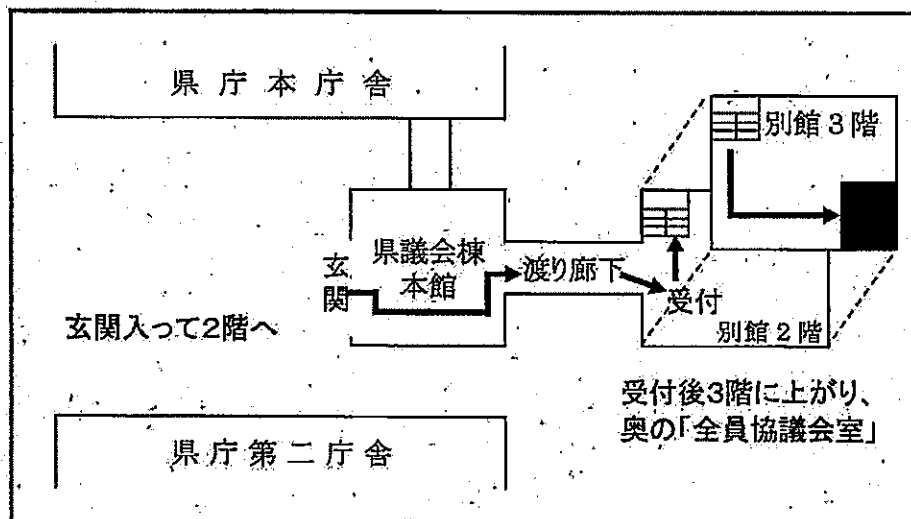 県庁本庁舎
別館3階
県議会棟
本館
玄関
渡り廊下
受付
玄関入って2階へ
別館2階
受付後3階に上がり、
奥の「全員協議会室」
県庁第二庁舎